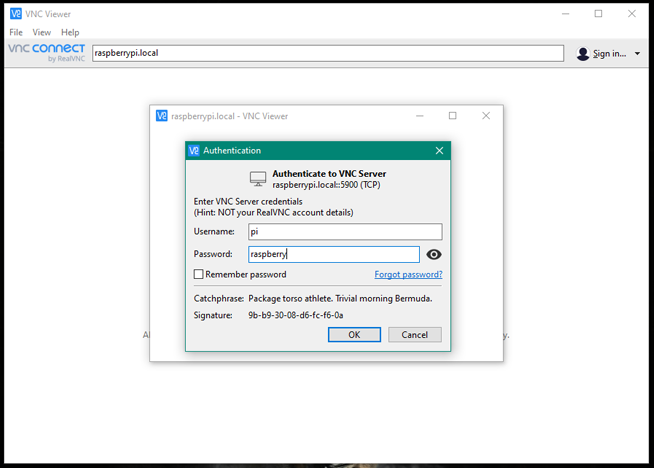 VNC Viewer
File View Help
VNC CONNECT
by RealVNC
raspberrypi.local
Sign in...
raspberrypi.local - VNC Viewer
Authentication
Authenticate to VNC Server
raspberrypi.local::5900 (TCP)
Enter VNC Server credentials
(Hint: NOT your RealVNC account details)
Username: pi
Password: raspberry
Remember password Forgot password?
Catchphrase: Package torso athlete. Trivial morning Bermuda.
Signature: 9b-b9-30-08-d6-fc-f6-0a
OK Cancel